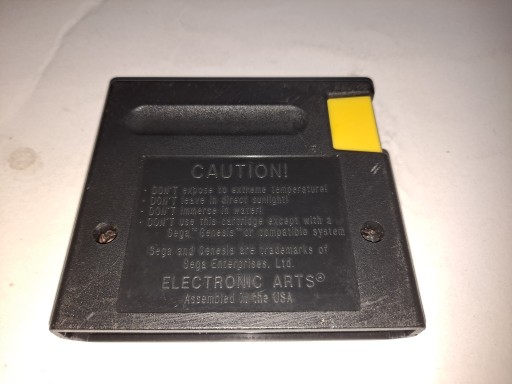 CAUTION!
· DON'T expose to extreme temperature!
· DON'T leave in direct sunlight!
· DON'T immerse in water!
· DON'T use this cartridge except with a
Sega™ Genesis™ or compatible system
Sega and Genesis are trademarks of
Sega Enterprises, Ltd.
ELECTRONIC ARTS®
Assembled in the USA